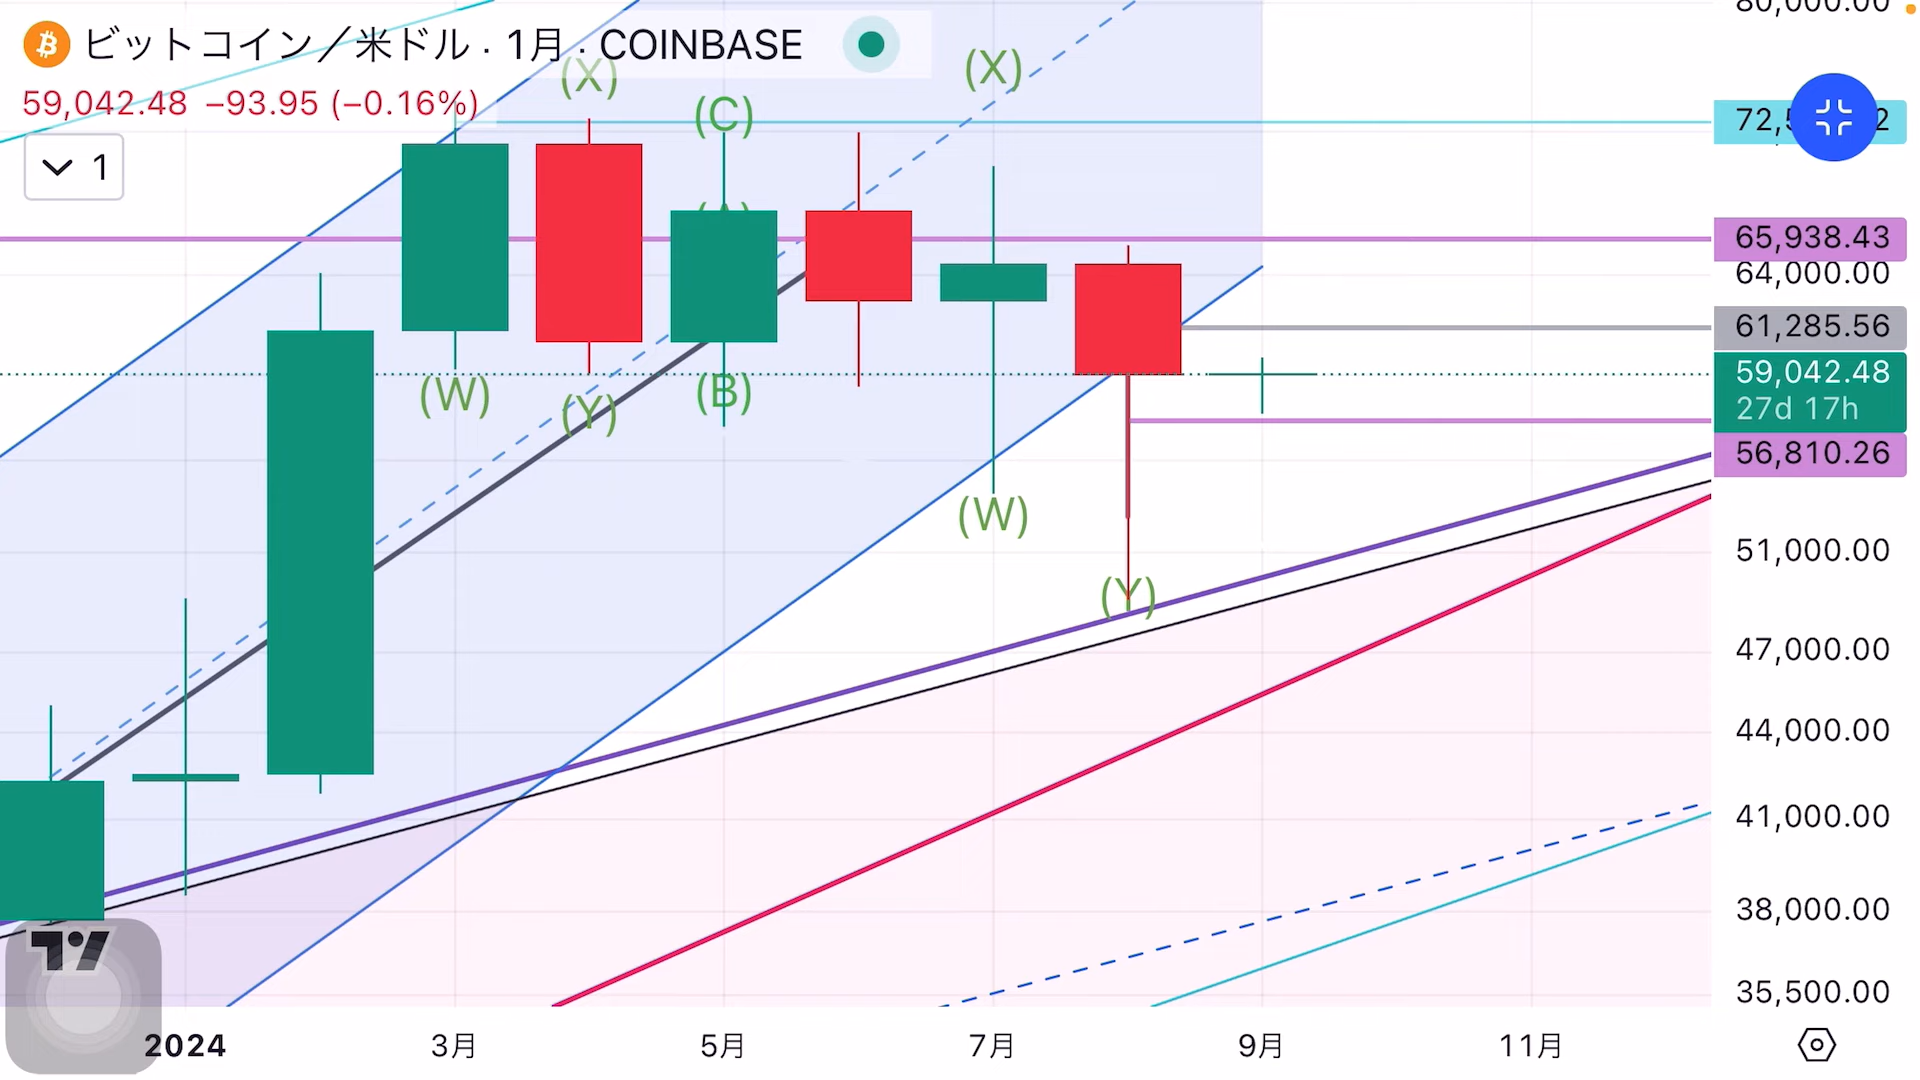 ビットコイン／米ドル · 1月 · COINBASE
59,042.48 −93.95 (−0.16%)
1
(X)
(C)
(X)
(W)
(Y)
(B)
(W)
(Y)
80,000.00
65,938.43
64,000.00
61,285.56
59,042.48
27d 17h
56,810.26
51,000.00
47,000.00
44,000.00
41,000.00
38,000.00
35,500.00
2024
3月
5月
7月
9月
11月